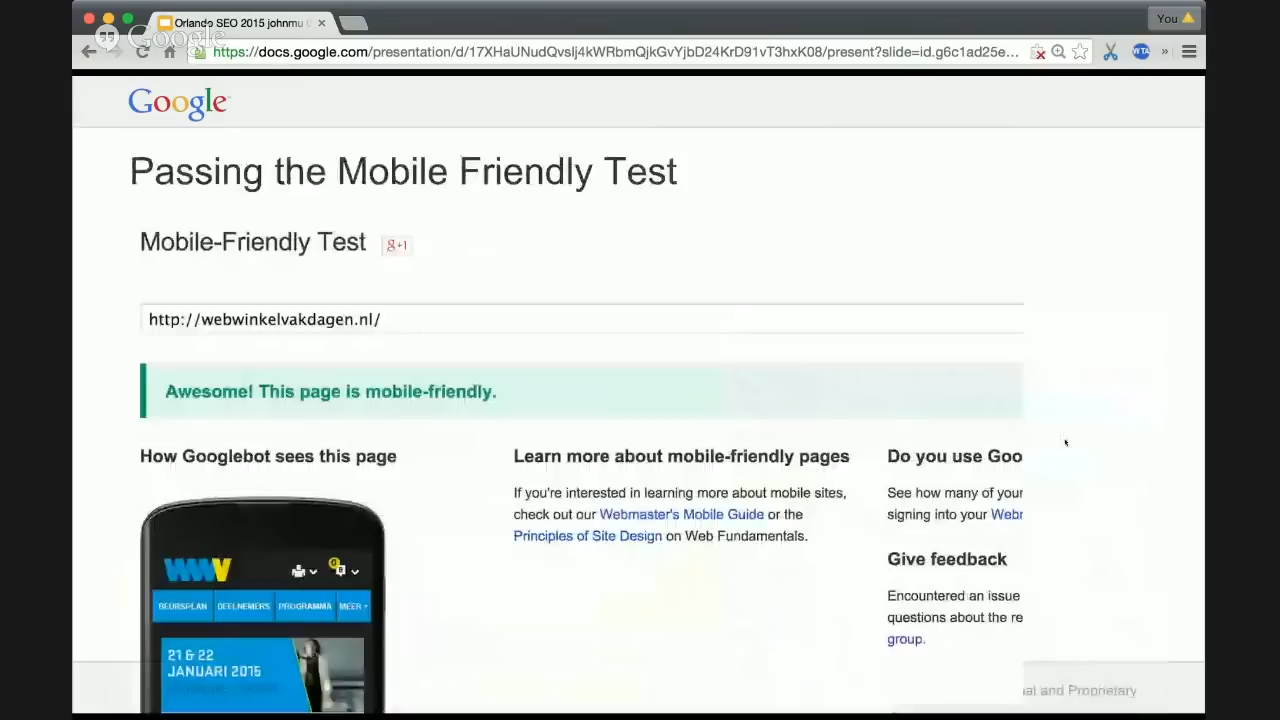 Orlando SEO 2015 johnmu
You
Google
https://docs.google.com/presentation/d/17XHaUNudQvsIj4kWRbmQjkGvYjbD24KrD91vT3hxK08/present?slide=id.g6c1ad25e...
WTA
Google
Passing the Mobile Friendly Test
Mobile-Friendly Test
g+1
http://webwinkelvakdagen.nl/
Awesome! This page is mobile-friendly.
How Googlebot sees this page
Learn more about mobile-friendly pages
Do you use Goo
If you're interested in learning more about mobile sites,
check out our Webmaster's Mobile Guide or the
Principles of Site Design on Web Fundamentals.
See how many of your
signing into your Webr
Give feedback
Encountered an issue
questions about the re
group.
WWV
0
BEURSPLAN DEELNEMERS PROGRAMMA MEER
21 & 22
JANUARI 2015
and Proprietary